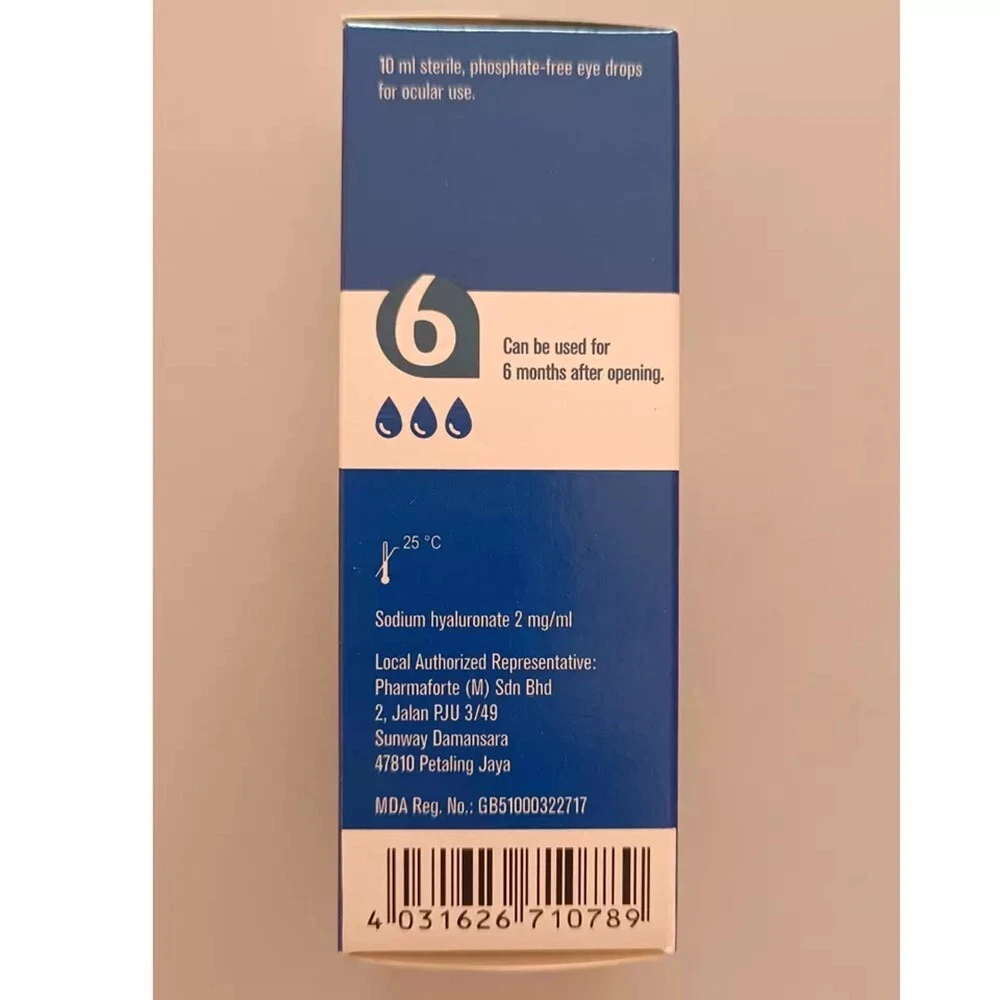 10 ml sterile, phosphate-free eye drops
for ocular use.
6
Can be used for
6 months after opening.
25 °C
Sodium hyaluronate 2 mg/ml
Local Authorized Representative:
Pharmaforte (M) Sdn Bhd
2, Jalan PJU 3/49
Sunway Damansara
47810 Petaling Jaya
MDA Reg. No.: GB51000322717
4 031626 710789